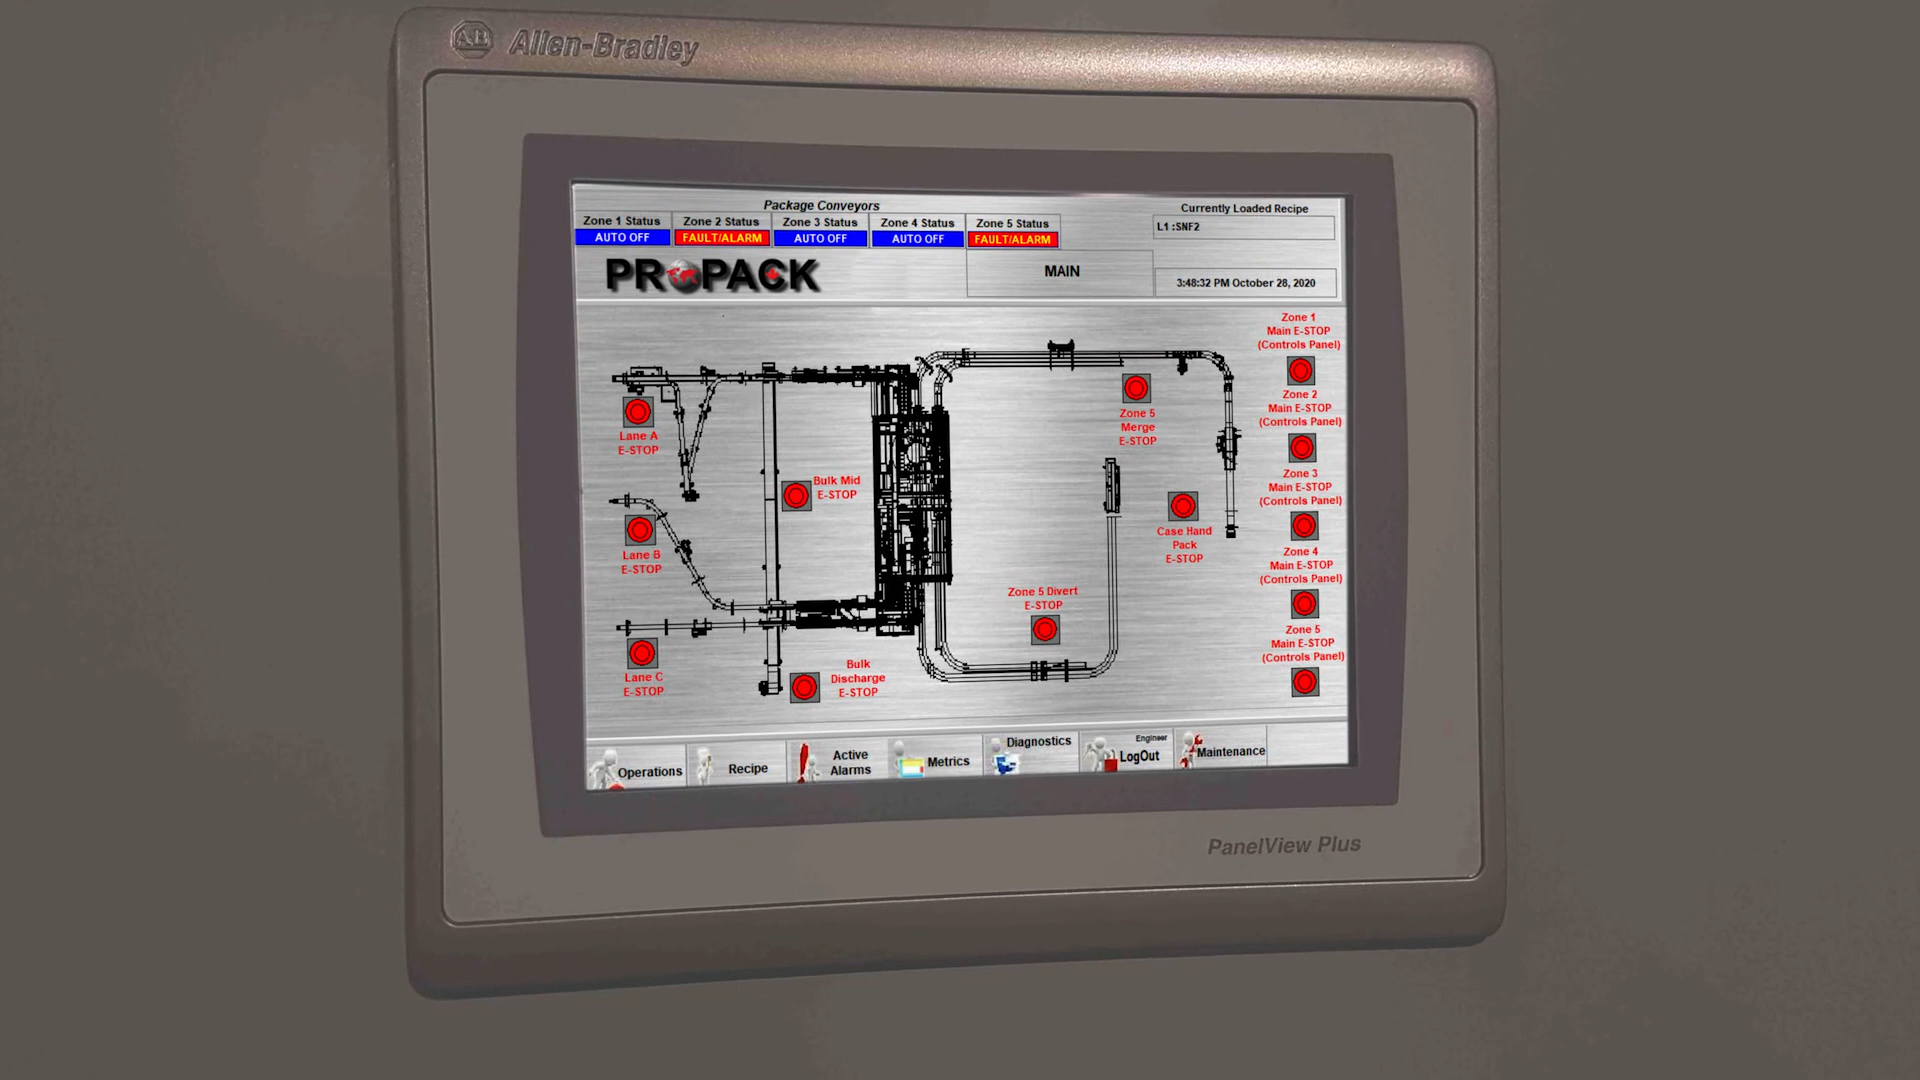 AB Allen-Bradley
Package Conveyors
Zone 1 Status Zone 2 Status Zone 3 Status Zone 4 Status Zone 5 Status
AUTO OFF FAULT/ALARM AUTO OFF AUTO OFF FAULT/ALARM
Currently Loaded Recipe
L1 :SNF2
PROPACK
MAIN
3:48:32 PM October 28, 2020
Lane A
E-STOP
Lane B
E-STOP
Lane C
E-STOP
Bulk Mid
E-STOP
Bulk
Discharge
E-STOP
Zone 5
Merge
E-STOP
Case Hand
Pack
E-STOP
Zone 5 Divert
E-STOP
Zone 1
Main E-STOP
(Controls Panel)
Zone 2
Main E-STOP
(Controls Panel)
Zone 3
Main E-STOP
(Controls Panel)
Zone 4
Main E-STOP
(Controls Panel)
Zone 5
Main E-STOP
(Controls Panel)
Operations
Recipe
Active
Alarms
Metrics
Diagnostics
Engineer
LogOut
Maintenance
PanelView Plus